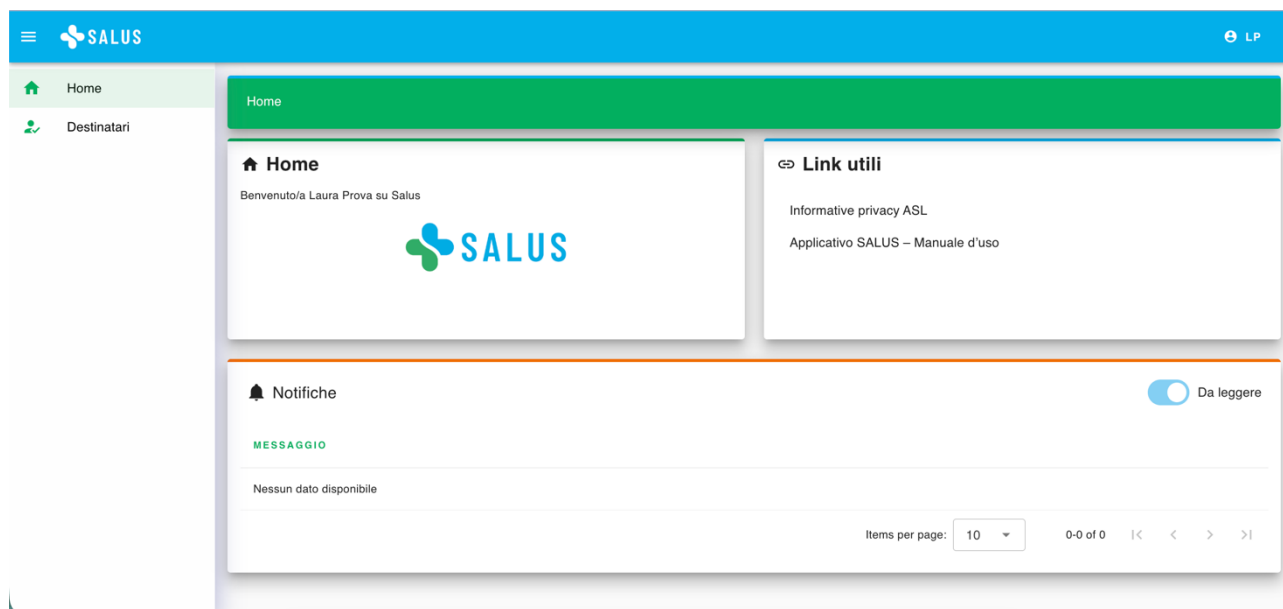 SALUS
LP
Home
Destinatari
Home
Home
Benvenuto/a Laura Prova su Salus
SALUS
Link utili
Informative privacy ASL
Applicativo SALUS – Manuale d’uso
Notifiche
Da leggere
MESSAGGIO
Nessun dato disponibile
Items per page: 10 0-0 of 0